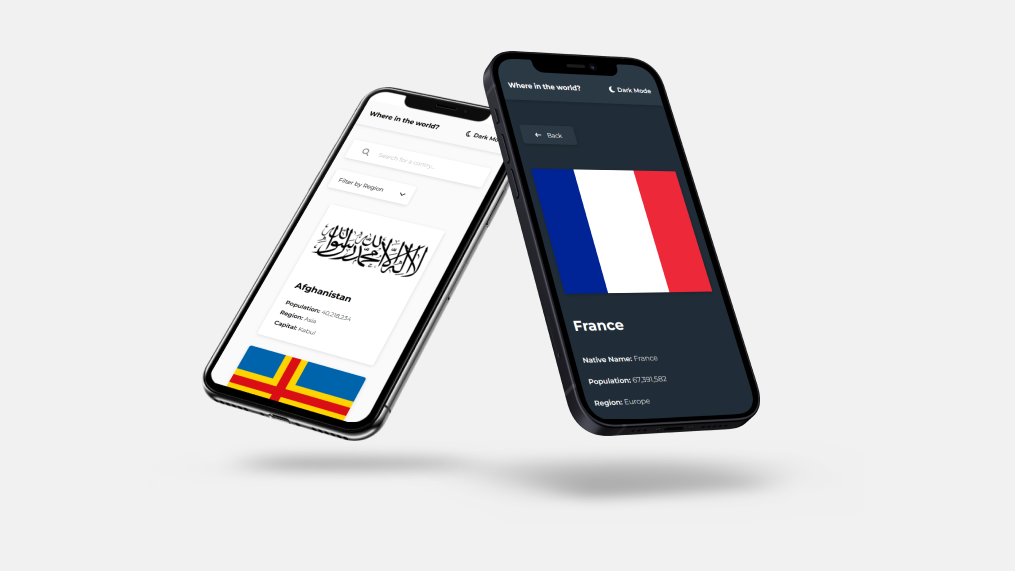 Where in the world?
Dark Mo
Search for a contry...
Filter by Region
لا إله إلا الله محمد رسول الله
Afghanistan
Population: 40,218,234
Region: Asia
Capital: Kabul
Where in the world?
Dark Mode
Back
France
Native Name: France
Population: 67,391,582
Region: Europe